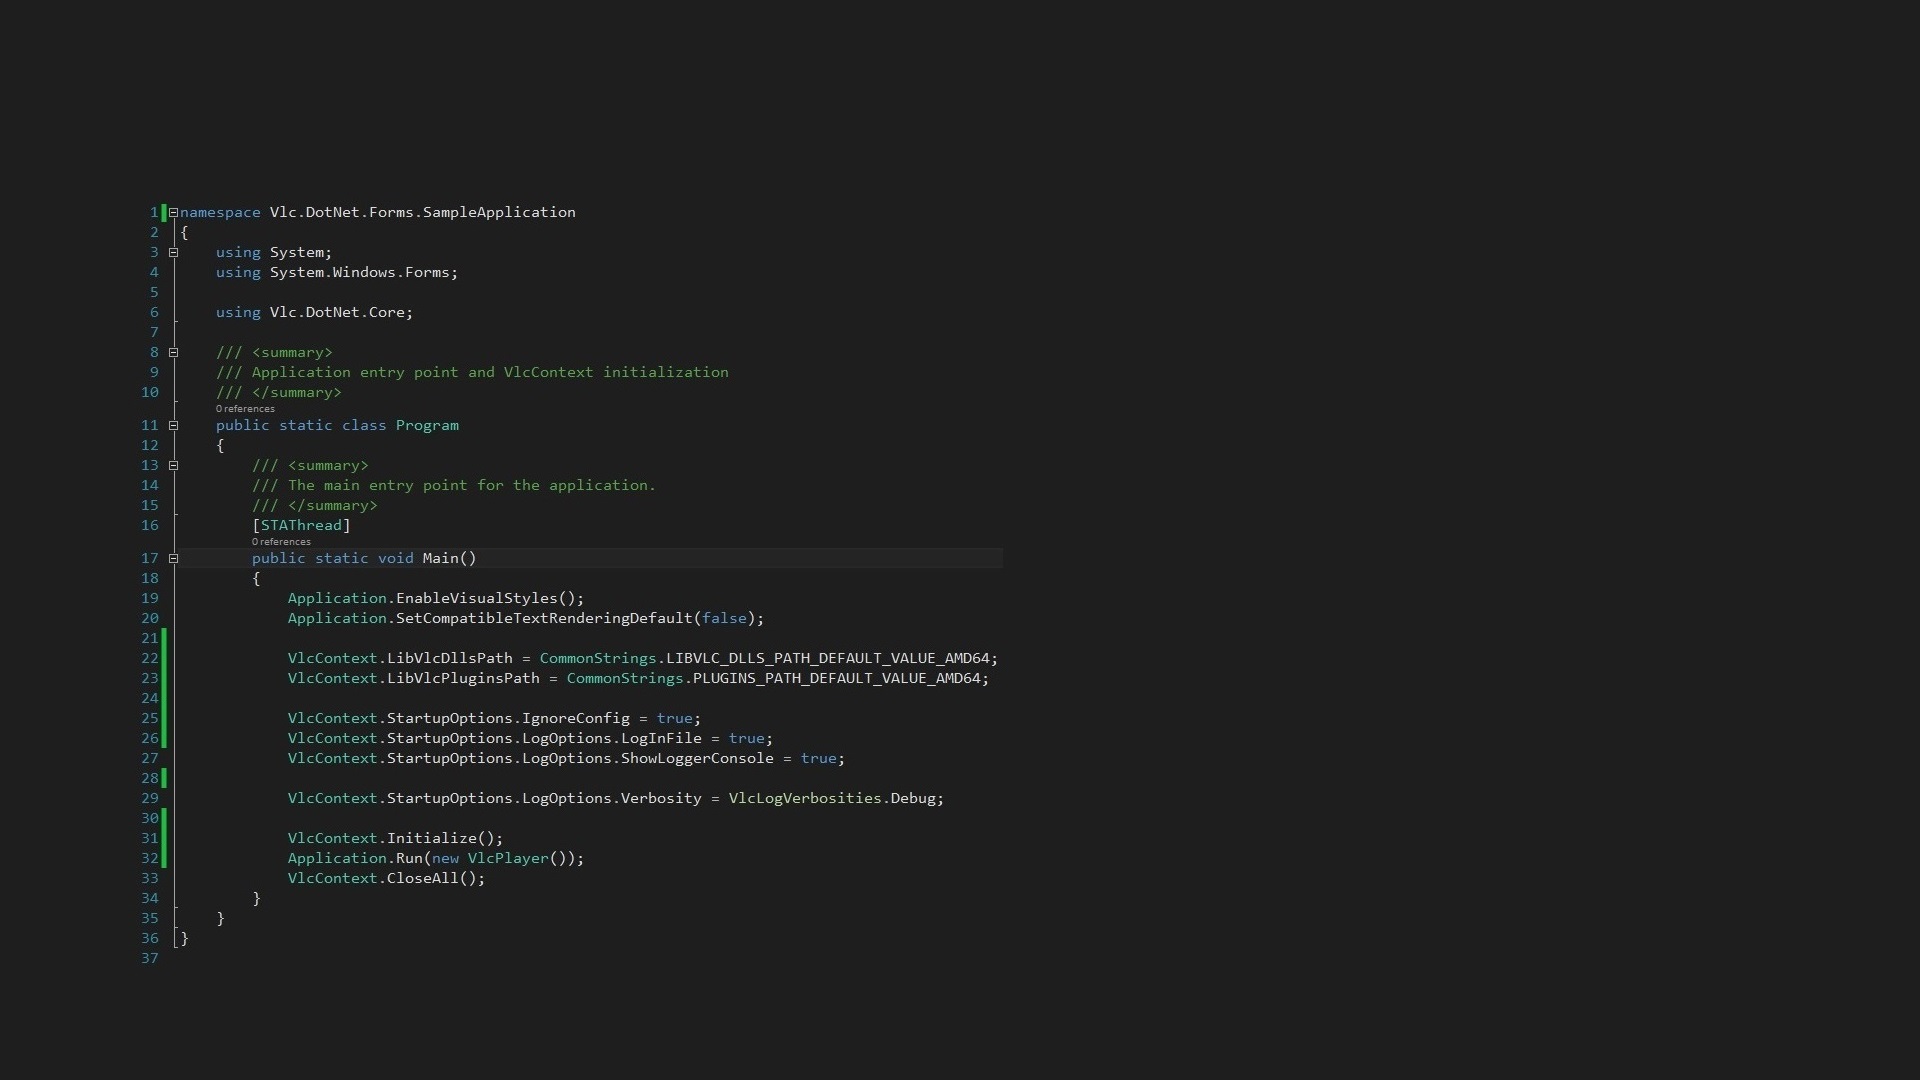 1 namespace Vlc.DotNet.Forms.SampleApplication
2 {
3 using System;
4 using System.Windows.Forms;
5
6 using Vlc.DotNet.Core;
7
8 /// <summary>
9 /// Application entry point and VlcContext initialization
10 /// </summary>
0 references
11 public static class Program
12 {
13 /// <summary>
14 /// The main entry point for the application.
15 /// </summary>
16 [STAThread]
0 references
17 public static void Main()
18 {
19 Application.EnableVisualStyles();
20 Application.SetCompatibleTextRenderingDefault(false);
21
22 VlcContext.LibVlcDllsPath = CommonStrings.LIBVLC_DLLS_PATH_DEFAULT_VALUE_AMD64;
23 VlcContext.LibVlcPluginsPath = CommonStrings.PLUGINS_PATH_DEFAULT_VALUE_AMD64;
24
25 VlcContext.StartupOptions.IgnoreConfig = true;
26 VlcContext.StartupOptions.LogOptions.LogInFile = true;
27 VlcContext.StartupOptions.LogOptions.ShowLoggerConsole = true;
28
29 VlcContext.StartupOptions.LogOptions.Verbosity = VlcLogVerbosities.Debug;
30
31 VlcContext.Initialize();
32 Application.Run(new VlcPlayer());
33 VlcContext.CloseAll();
34 }
35 }
36 }
37